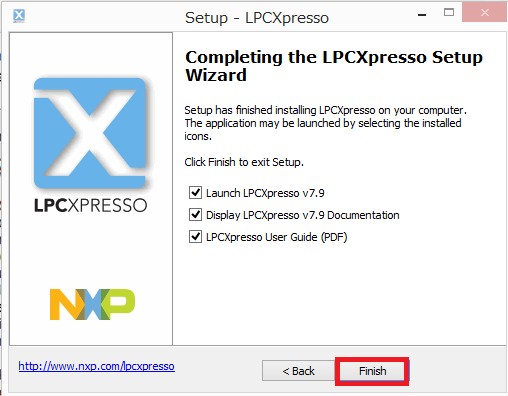 Setup - LPCXpresso
Completing the LPCXpresso Setup
Wizard
Setup has finished installing LPCXpresso on your computer.
The application may be launched by selecting the installed
icons.
Click Finish to exit Setup.
Launch LPCXpresso v7.9
Display LPCXpresso v7.9 Documentation
LPCXpresso User Guide (PDF)
X
LPCXPRESSO
NXP
http://www.nxp.com/lpcxpresso
< Back
Finish